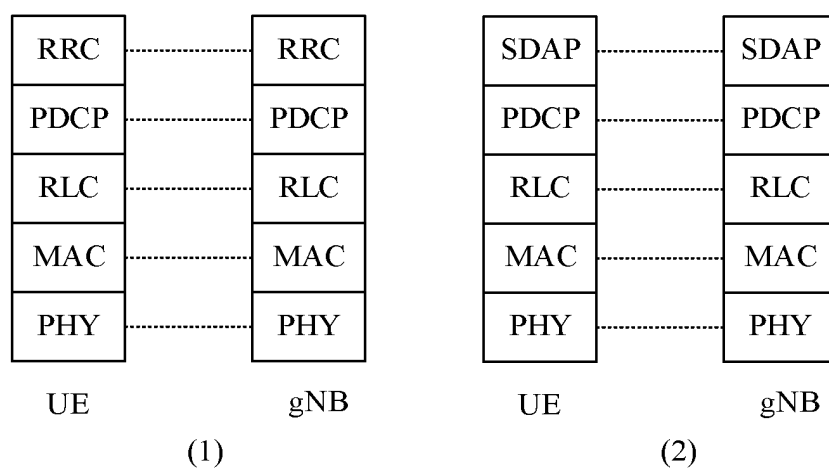 RRC RRC SDAP SDAP
PDCP PDCP PDCP PDCP
RLC RLC RLC RLC
MAC MAC MAC MAC
PHY PHY PHY PHY
UE gNB UE gNB
(1) (2)